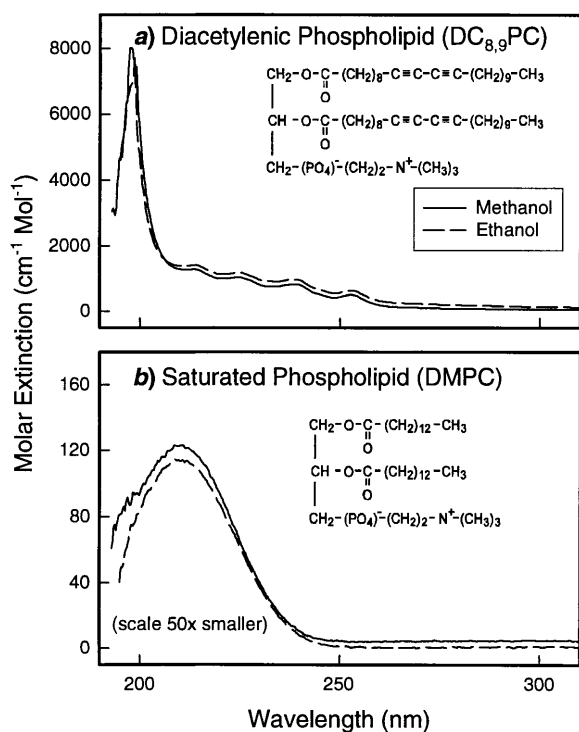 a) Diacetylenic Phospholipid (DC8,9PC)
8000
6000
4000
2000
0
CH2-O-C-(CH2)8-C≡C-C≡C-(CH2)9-CH3
O
CH-O-C-(CH2)8-C≡C-C≡C-(CH2)9-CH3
O
CH2-(PO4)--(CH2)2-N+-(CH3)3
Methanol
Ethanol
Molar Extinction (cm-1 Mol-1)
b) Saturated Phospholipid (DMPC)
160
120
80
40
0
CH2-O-C-(CH2)12-CH3
O
CH-O-C-(CH2)12-CH3
O
CH2-(PO4)--(CH2)2-N+-(CH3)3
(scale 50x smaller)
200 250 300
Wavelength (nm)